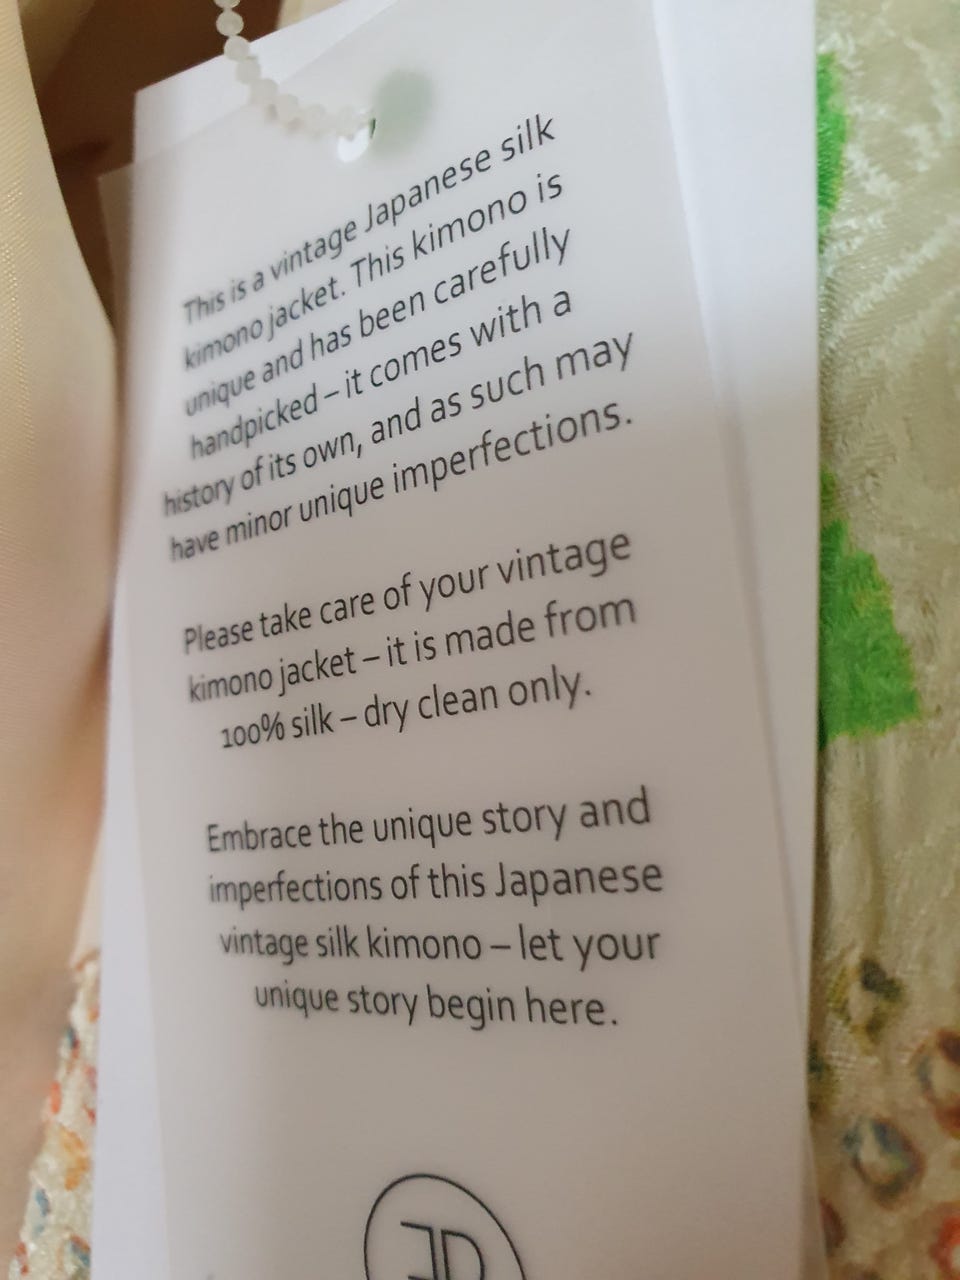 This is a vintage Japanese silk
kimono jacket. This kimono is
unique and has been carefully
handpicked – it comes with a
history of its own, and as such may
have minor unique imperfections.
Please take care of your vintage
kimono jacket – it is made from
100% silk – dry clean only.
Embrace the unique story and
imperfections of this Japanese
vintage silk kimono – let your
unique story begin here.